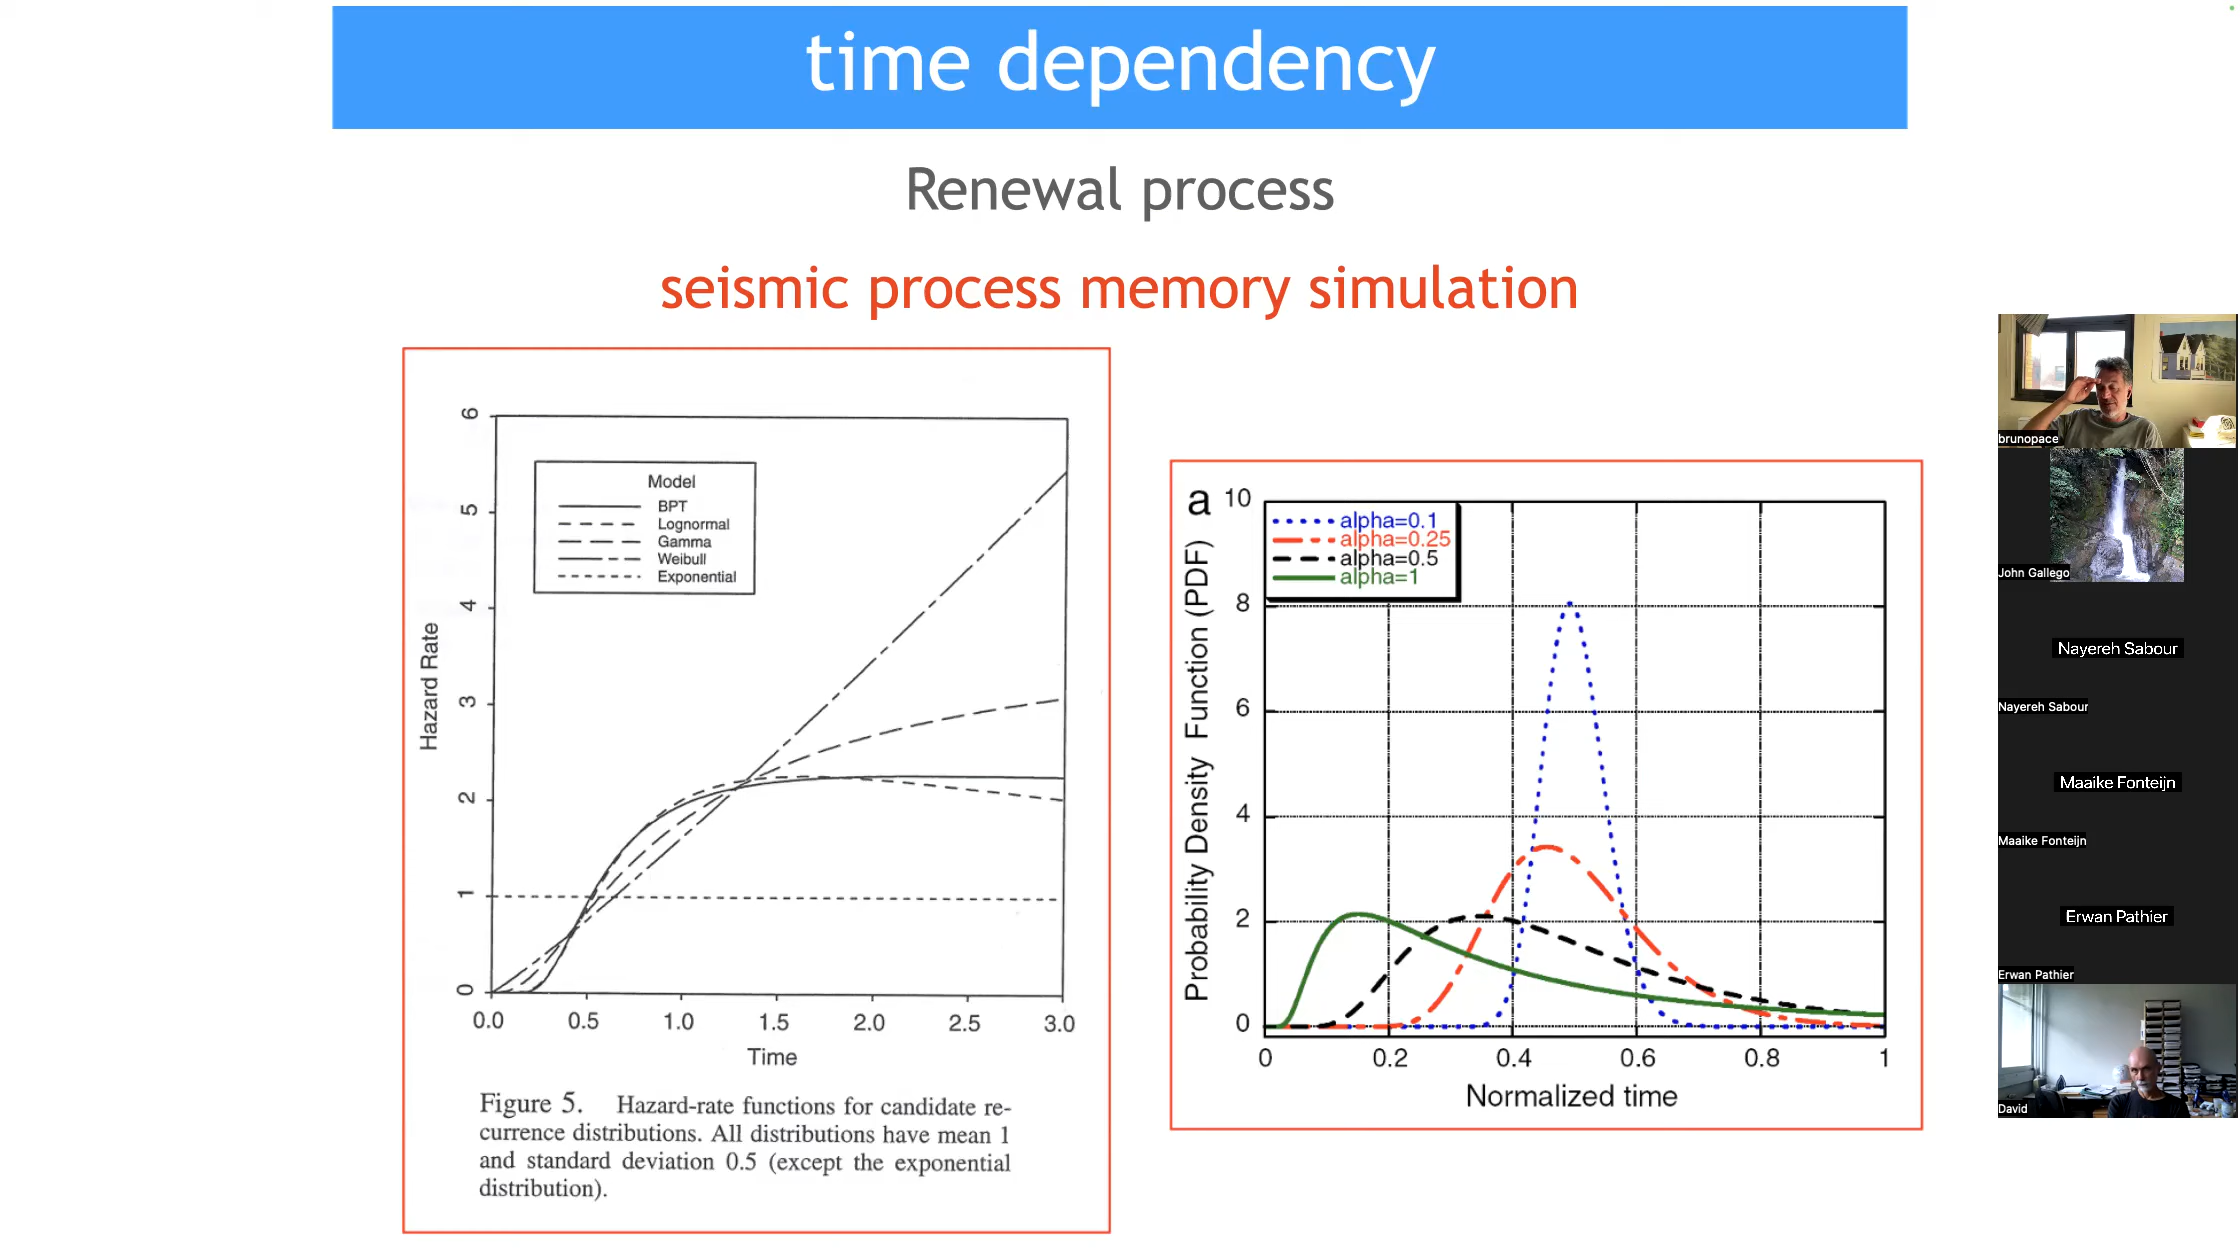 time dependency
Renewal process
seismic process memory simulation
6
5
4
3
2
1
0
Hazard Rate
Model
BPT
Lognormal
Gamma
Weibull
Exponential
0.0 0.5 1.0 1.5 2.0 2.5 3.0
Time
Figure 5. Hazard-rate functions for candidate re-
currence distributions. All distributions have mean 1
and standard deviation 0.5 (except the exponential
distribution).
a
10
8
6
4
2
0
Probability Density Function (PDF)
alpha=0.1
alpha=0.25
alpha=0.5
alpha=1
0 0.2 0.4 0.6 0.8 1
Normalized time
brunopace
John Gallego
Nayereh Sabour
Nayereh Sabour
Maaike Fonteijn
Maaike Fonteijn
Erwan Pathier
Erwan Pathier
David